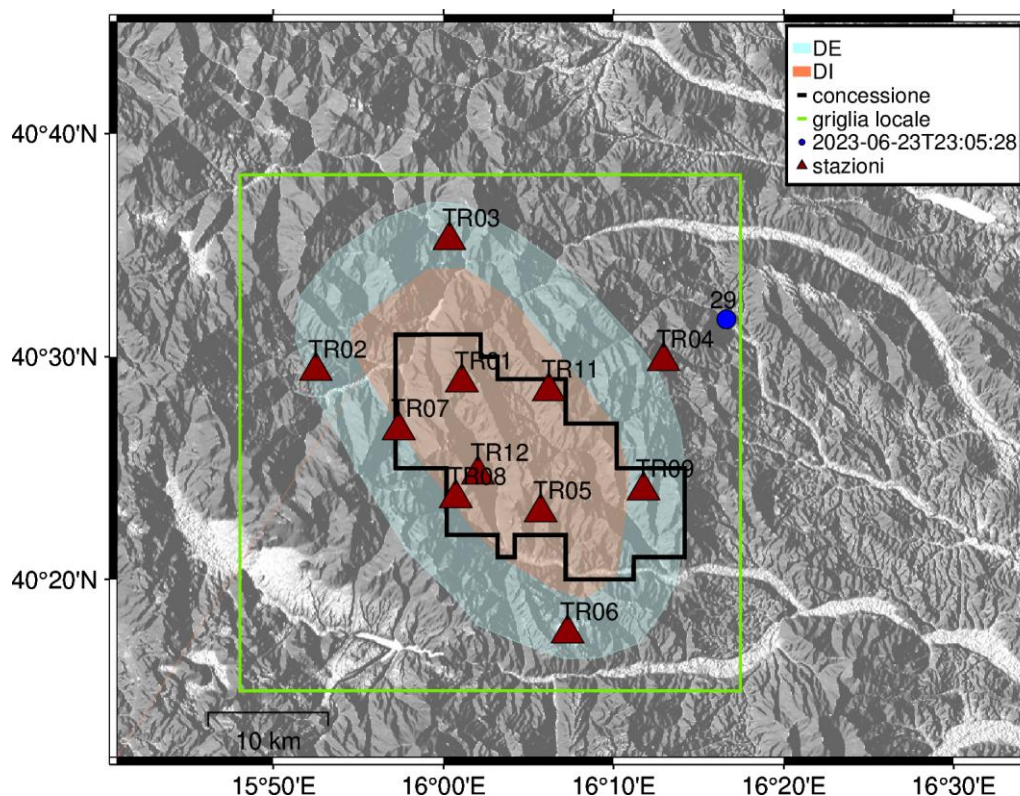 DE
DI
concessione
griglia locale
2023-06-23T23:05:28
stazioni
40°40'N
40°30'N
40°20'N
TR03
29
TR04
TR02
TR01
TR11
TR07
TR12
TR08
TR09
TR05
TR06
10 km
15°50'E
16°00'E
16°10'E
16°20'E
16°30'E